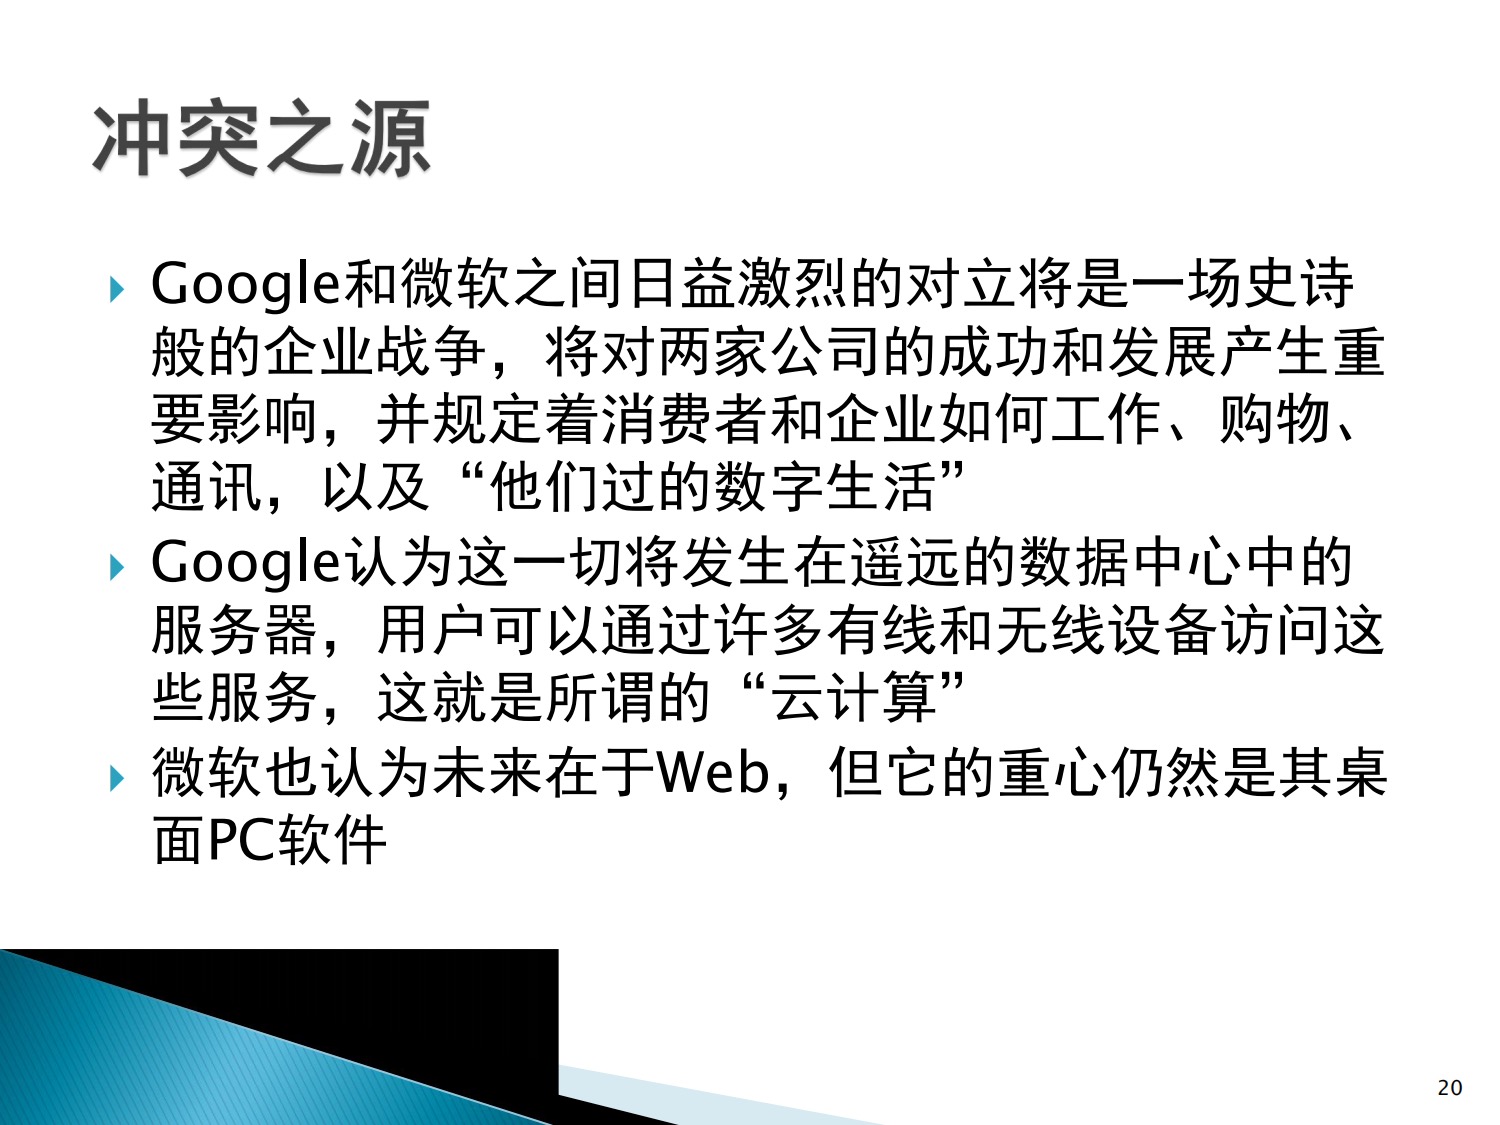 冲突之源
Google和微软之间日益激烈的对立将是一场史诗
般的企业战争，将对两家公司的成功和发展产生重
要影响，并规定着消费者和企业如何工作、购物、
通讯，以及“他们过的数字生活”
Google认为这一切将发生在遥远的数据中心中的
服务器，用户可以通过许多有线和无线设备访问这
些服务，这就是所谓的“云计算”
微软也认为未来在于Web，但它的重心仍然是其桌
面PC软件
20